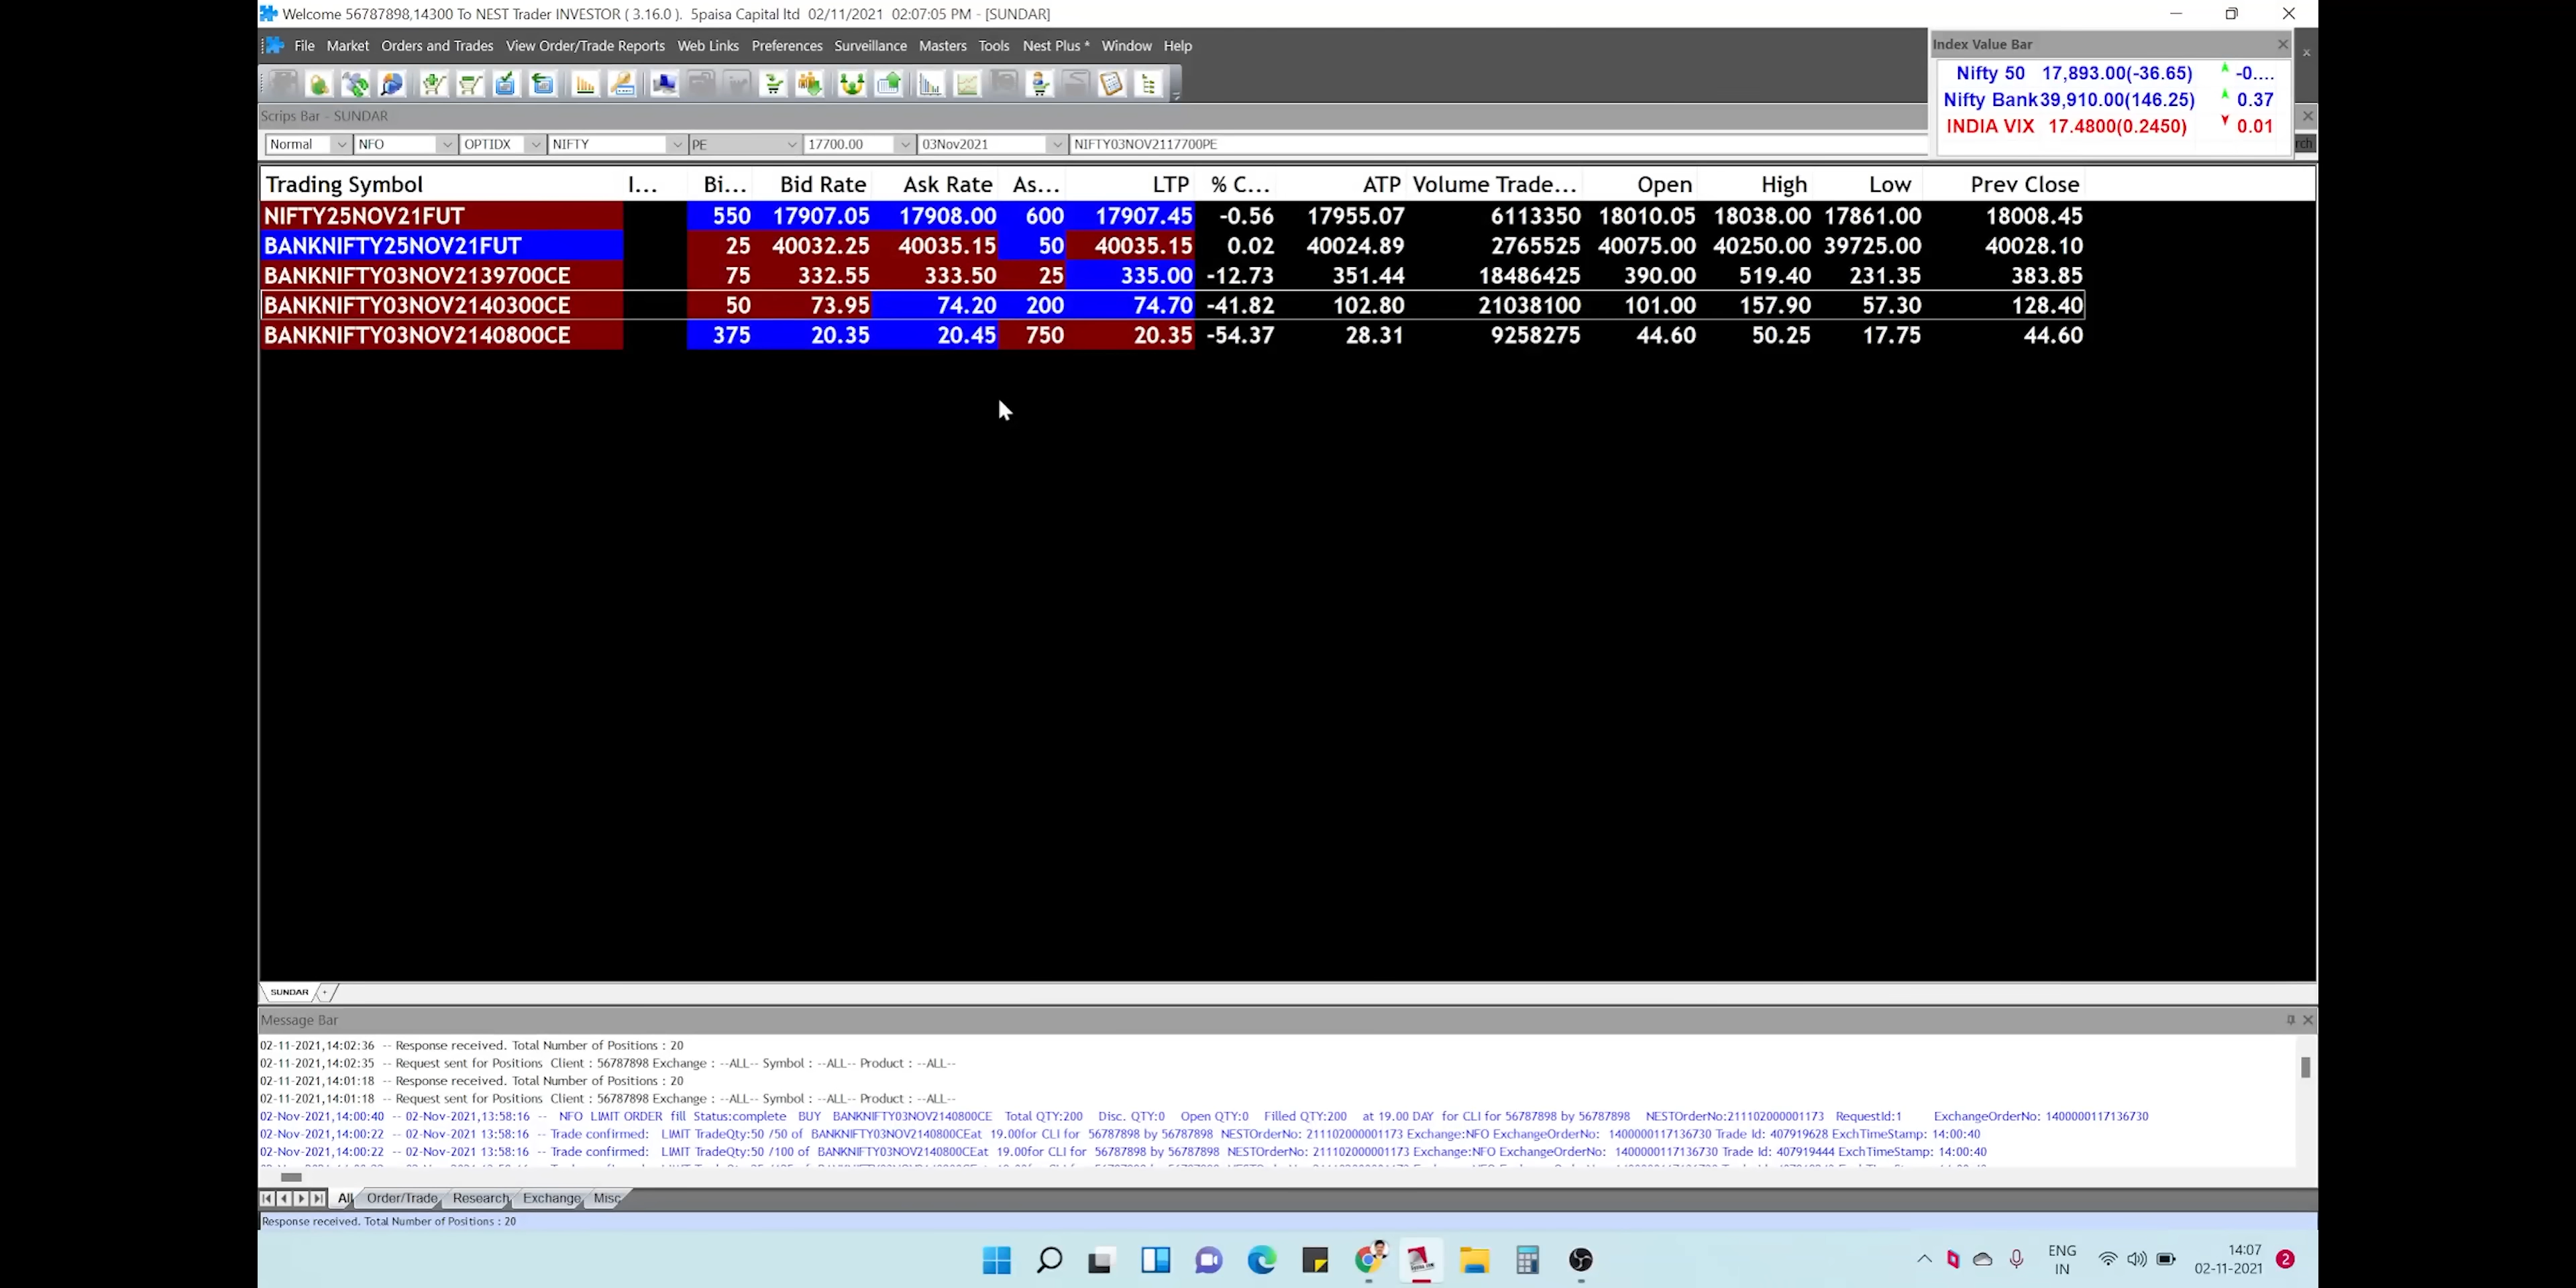 Welcome 56787898,14300 To NEST Trader INVESTOR ( 3.16.0 ). 5paisa Capital ltd 02/11/2021 02:07:05 PM - [SUNDAR]
File Market Orders and Trades View Order/Trade Reports Web Links Preferences Surveillance Masters Tools Nest Plus * Window Help
Index Value Bar
Nifty 50 17,893.00(-36.65) -0....
Nifty Bank 39,910.00(146.25) 0.37
INDIA VIX 17.4800(0.2450) 0.01
Scrips Bar - SUNDAR
Normal NFO OPTIDX NIFTY PE 17700.00 03Nov2021 NIFTY03NOV2117700PE rch
Trading Symbol I... Bi... Bid Rate Ask Rate As... LTP % C... ATP Volume Trade... Open High Low Prev Close
NIFTY25NOV21FUT 550 17907.05 17908.00 600 17907.45 -0.56 17955.07 6113350 18010.05 18038.00 17861.00 18008.45
BANKNIFTY25NOV21FUT 25 40032.25 40035.15 50 40035.15 0.02 40024.89 2765525 40075.00 40250.00 39725.00 40028.10
BANKNIFTY03NOV2139700CE 75 332.55 333.50 25 335.00 -12.73 351.44 18486425 390.00 519.40 231.35 383.85
BANKNIFTY03NOV2140300CE 50 73.95 74.20 200 74.70 -41.82 102.80 21038100 101.00 157.90 57.30 128.40
BANKNIFTY03NOV2140800CE 375 20.35 20.45 750 20.35 -54.37 28.31 9258275 44.60 50.25 17.75 44.60
SUNDAR +
Message Bar
02-11-2021,14:02:36 -- Response received. Total Number of Positions : 20
02-11-2021,14:02:35 -- Request sent for Positions Client : 56787898 Exchange : --ALL-- Symbol : --ALL-- Product : --ALL--
02-11-2021,14:01:18 -- Response received. Total Number of Positions : 20
02-11-2021,14:01:18 -- Request sent for Positions Client : 56787898 Exchange : --ALL-- Symbol : --ALL-- Product : --ALL--
02-Nov-2021,14:00:40 -- 02-Nov-2021,13:58:16 -- NFO LIMIT ORDER fill Status:complete BUY BANKNIFTY03NOV2140800CE Total QTY:200 Disc. QTY:0 Open QTY:0 Filled QTY:200 at 19.00 DAY for CLI for 56787898 by 56787898 NESTOrderNo:211102000001173 RequestId:1 ExchangeOrderNo: 1400000117136730
02-Nov-2021,14:00:22 -- 02-Nov-2021 13:58:16 -- Trade confirmed: LIMIT TradeQty:50 /50 of BANKNIFTY03NOV2140800CEat 19.00for CLI for 56787898 by 56787898 NESTOrderNo: 211102000001173 Exchange:NFO ExchangeOrderNo: 1400000117136730 Trade Id: 407919628 ExchTimeStamp: 14:00:40
02-Nov-2021,14:00:22 -- 02-Nov-2021 13:58:16 -- Trade confirmed: LIMIT TradeQty:50 /100 of BANKNIFTY03NOV2140800CEat 19.00for CLI for 56787898 by 56787898 NESTOrderNo: 211102000001173 Exchange:NFO ExchangeOrderNo: 1400000117136730 Trade Id: 407919444 ExchTimeStamp: 14:00:40
All Order/Trade Research Exchange Misc
Response received. Total Number of Positions : 20
ENG
IN
14:07
02-11-2021
2